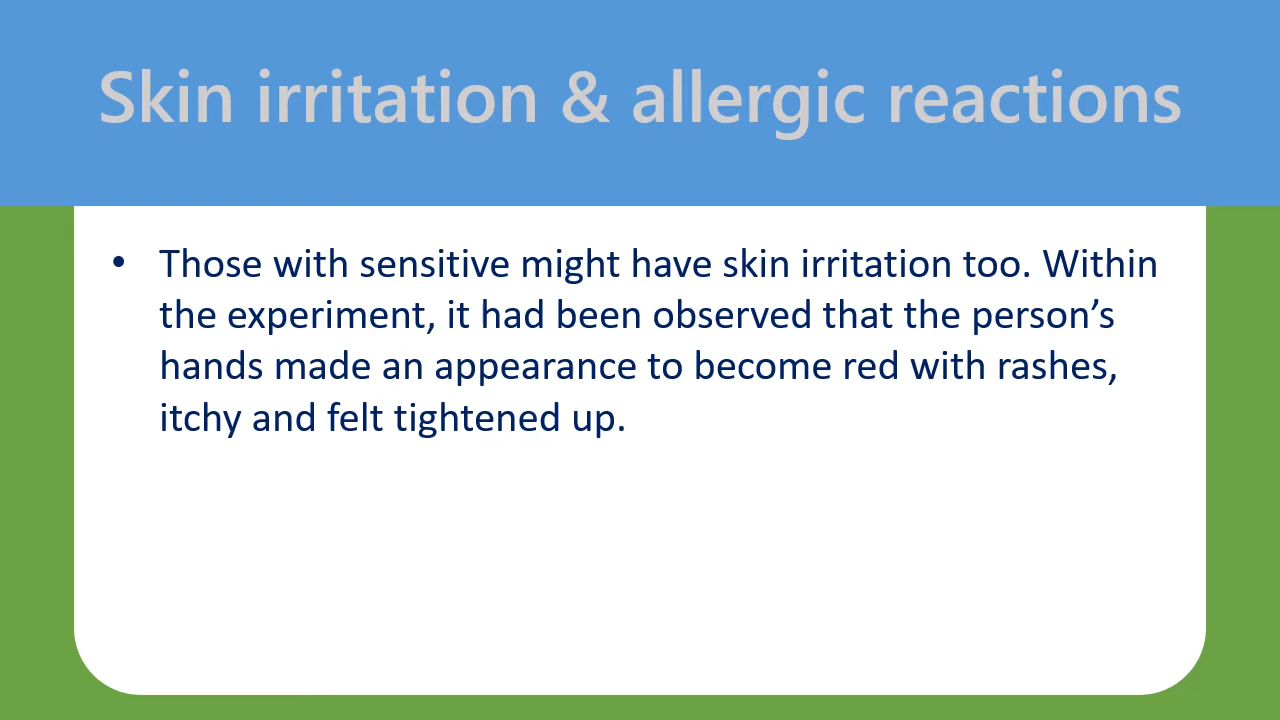 Skin irritation & allergic reactions
• Those with sensitive might have skin irritation too. Within
the experiment, it had been observed that the person’s
hands made an appearance to become red with rashes,
itchy and felt tightened up.